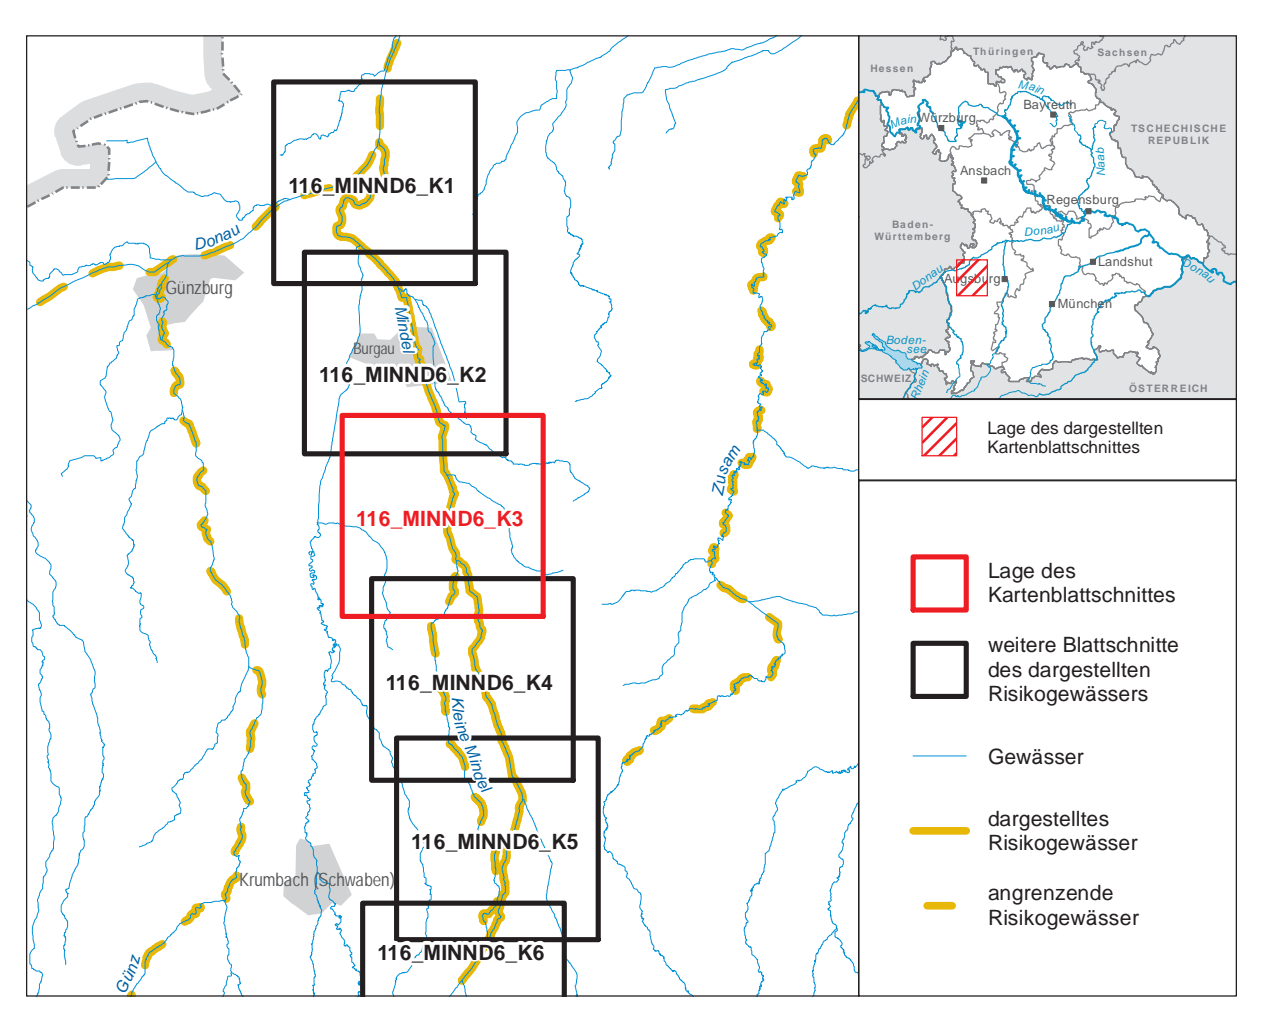 116_MINND6_K1
Donau
Günzburg
Mindel
Burgau
116_MINND6_K2
Zusam
116_MINND6_K3
116_MINND6_K4
Kleine Mindel
116_MINND6_K5
Krumbach (Schwaben)
116_MINND6_K6
Günz
Thüringen
Sachsen
Hessen
Main
Bayreuth
Main
Würzburg
TSCHECHISCHE
REPUBLIK
Naab
Ansbach
Regensburg
Baden-
Württemberg
Donau
Landshut
Donau
Donau
Augsburg
München
Boden-
see
SCHWEIZ
Rhein
ÖSTERREICH
Lage des dargestellten
Kartenblattschnittes
Lage des
Kartenblattschnittes
weitere Blattschnitte
des dargestellten
Risikogewässers
Gewässer
dargestelltes
Risikogewässer
angrenzende
Risikogewässer